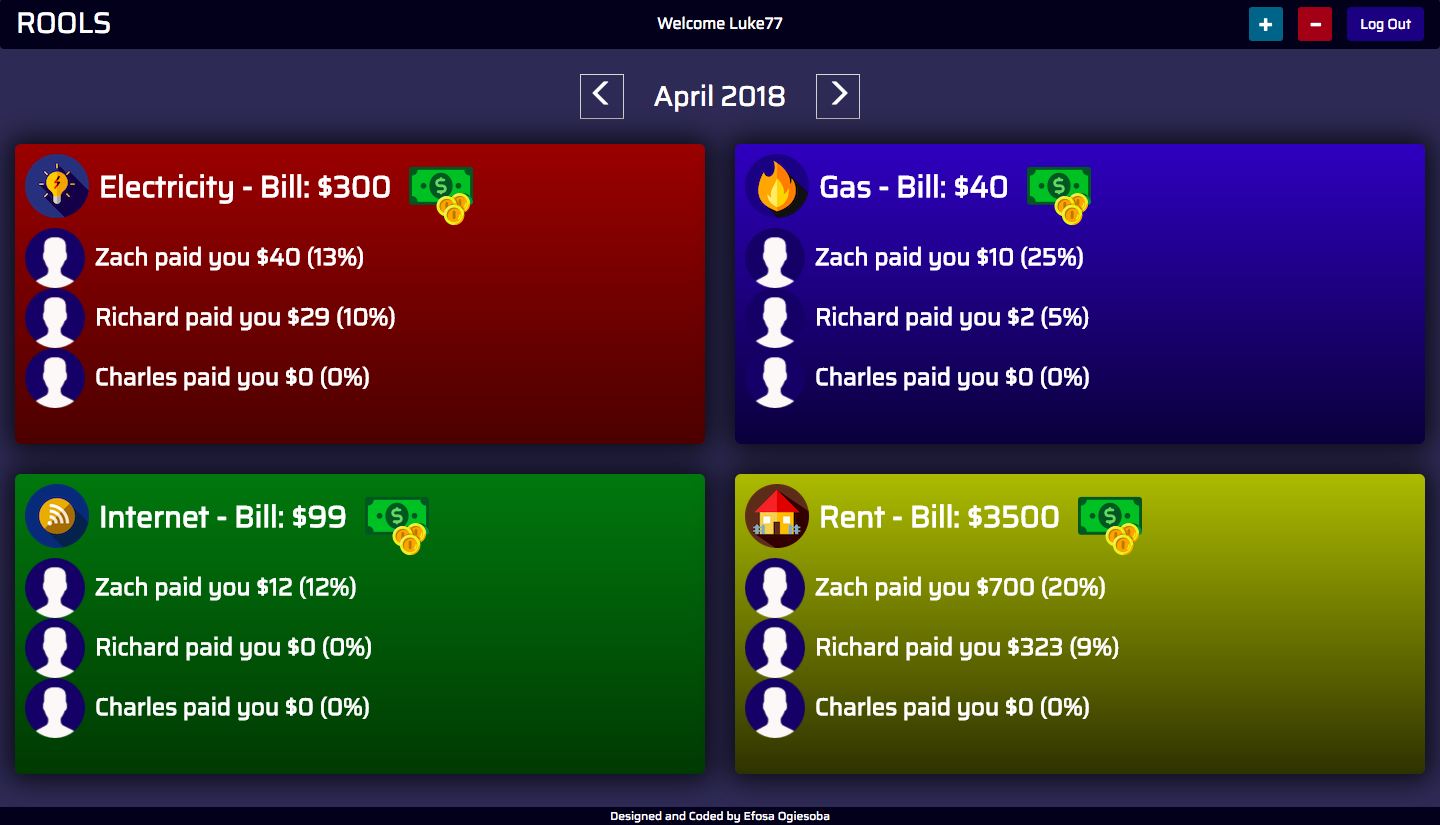 ROOLS
Welcome Luke77
+
-
Log Out
<
April 2018
>
Electricity - Bill: $300
Zach paid you $40 (13%)
Richard paid you $29 (10%)
Charles paid you $0 (0%)
Gas - Bill: $40
Zach paid you $10 (25%)
Richard paid you $2 (5%)
Charles paid you $0 (0%)
Internet - Bill: $99
Zach paid you $12 (12%)
Richard paid you $0 (0%)
Charles paid you $0 (0%)
Rent - Bill: $3500
Zach paid you $700 (20%)
Richard paid you $323 (9%)
Charles paid you $0 (0%)
Designed and Coded by Efosa Ogiesoba